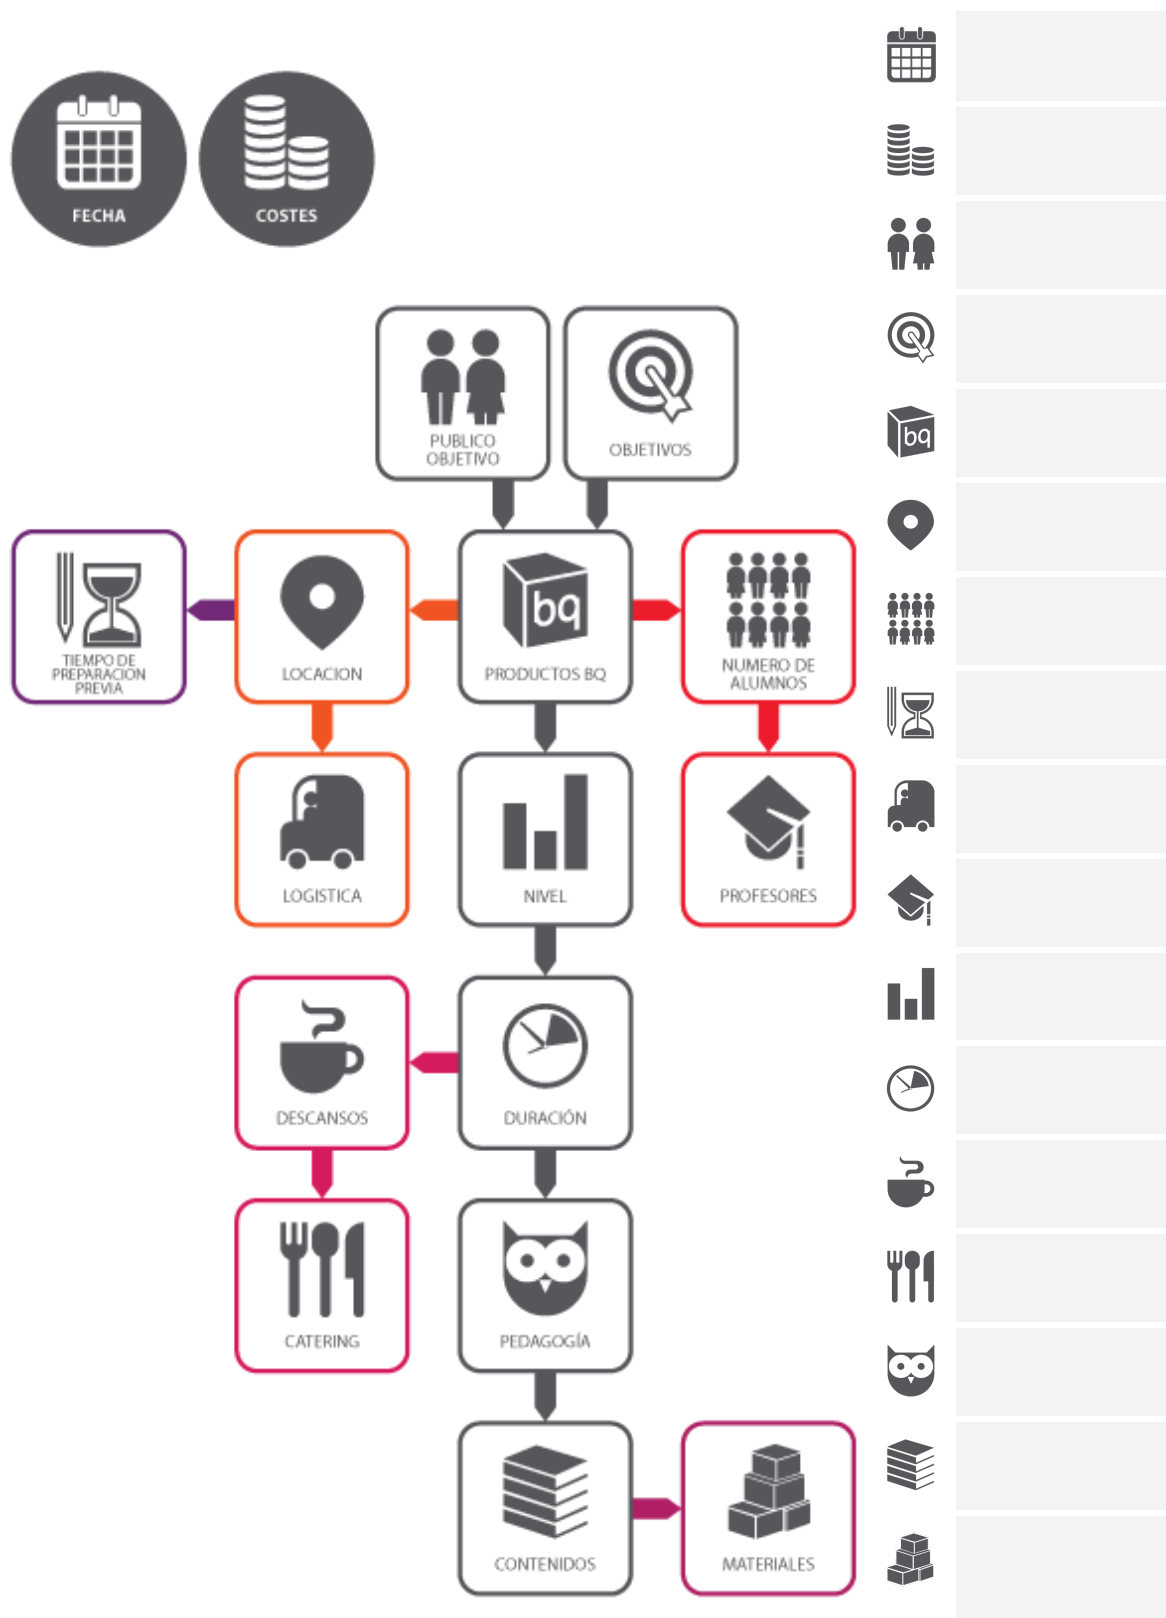 FECHA
COSTES
PUBLICO
OBJETIVO
OBJETIVOS
TIEMPO DE
PREPARACION
PREVIA
LOCACION
bq
PRODUCTOS BQ
NUMERO DE
ALUMNOS
LOGISTICA
NIVEL
PROFESORES
DESCANSOS
DURACIÓN
CATERING
PEDAGOGÍA
CONTENIDOS
MATERIALES
bq